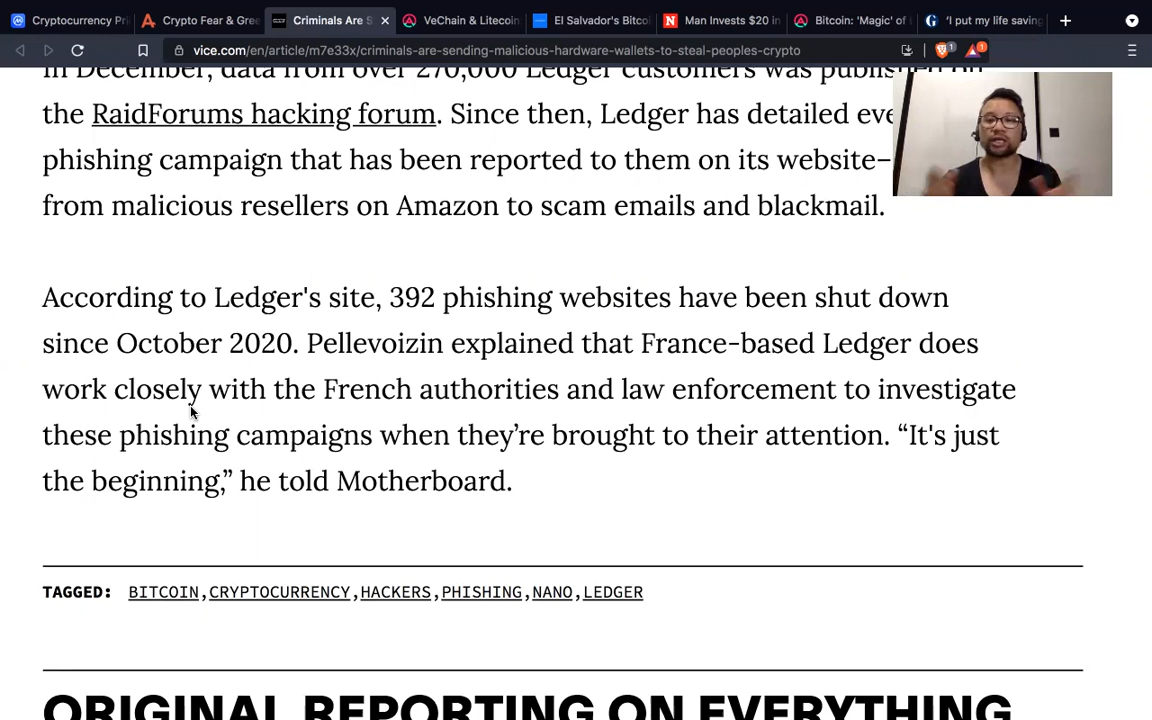 Cryptocurrency Pri
Crypto Fear & Gre
Criminals Are S
VeChain & Litecoin
El Salvador's Bitco
Man Invests $20 in
Bitcoin: 'Magic' of
'I put my life saving
vice.com/en/article/m7e33x/criminals-are-sending-malicious-hardware-wallets-to-steal-peoples-crypto
1
1
In December, data from over 270,000 Ledger customers was published on
the RaidForums hacking forum. Since then, Ledger has detailed eve
phishing campaign that has been reported to them on its website–
from malicious resellers on Amazon to scam emails and blackmail.
According to Ledger's site, 392 phishing websites have been shut down
since October 2020. Pellevoizin explained that France-based Ledger does
work closely with the French authorities and law enforcement to investigate
these phishing campaigns when they’re brought to their attention. “It's just
the beginning,” he told Motherboard.
TAGGED: BITCOIN,CRYPTOCURRENCY,HACKERS,PHISHING,NANO,LEDGER
ORIGINAL REPORTING ON EVERYTHING